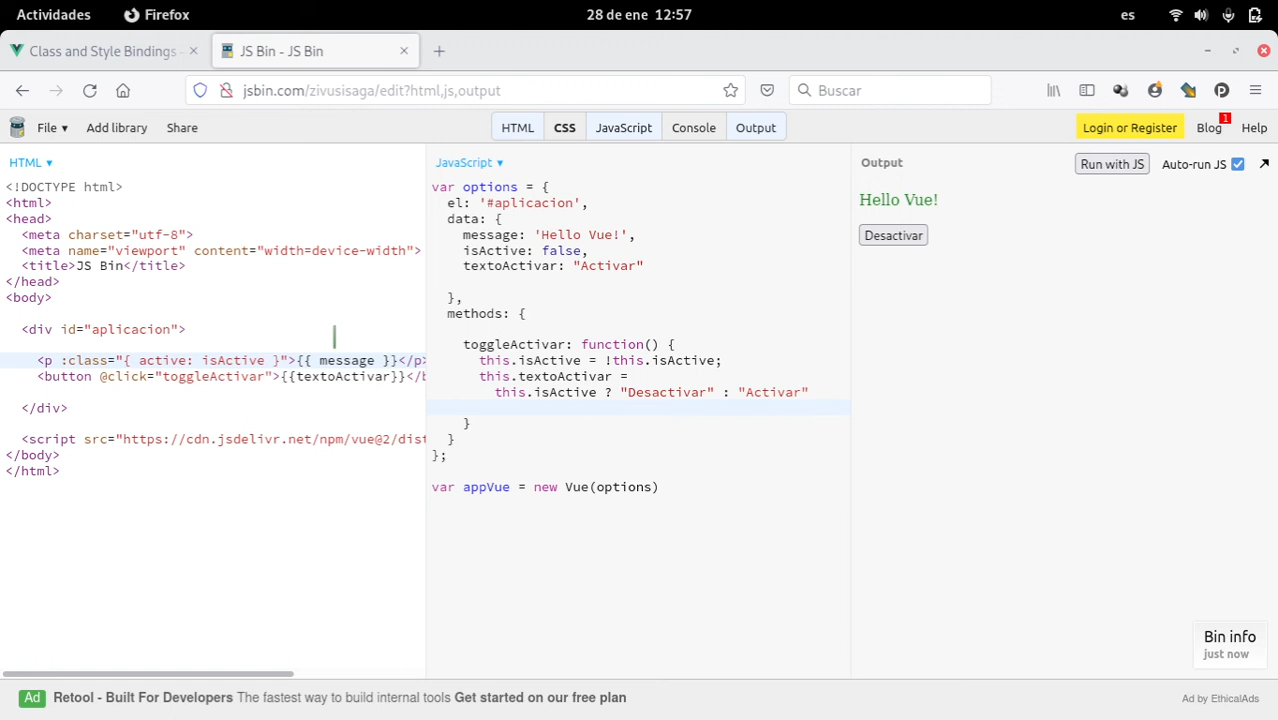 Actividades Firefox 28 de ene 12:57 es
Class and Style Bindings - JS Bin - JS Bin
jsbin.com/zivusisaga/edit?html,js,output Buscar
File Add library Share HTML CSS JavaScript Console Output Login or Register Blog 1 Help
HTML
<!DOCTYPE html>
<html>
<head>
<meta charset="utf-8">
<meta name="viewport" content="width=device-width">
<title>JS Bin</title>
</head>
<body>
<div id="aplicacion">
<p :class="{ active: isActive }">{{ message }}</p>
<button @click="toggleActivar">{{textoActivar}}</b
</div>
<script src="https://cdn.jsdelivr.net/npm/vue@2/dist
</body>
</html>
JavaScript
var options = {
el: '#aplicacion',
data: {
message: 'Hello Vue!',
isActive: false,
textoActivar: "Activar"
},
methods: {
toggleActivar: function() {
this.isActive = !this.isActive;
this.textoActivar =
this.isActive ? "Desactivar" : "Activar"
}
}
};
var appVue = new Vue(options)
Output Run with JS Auto-run JS
Hello Vue!
Desactivar
Bin info
just now
Ad Retool - Built For Developers The fastest way to build internal tools Get started on our free plan Ad by EthicalAds